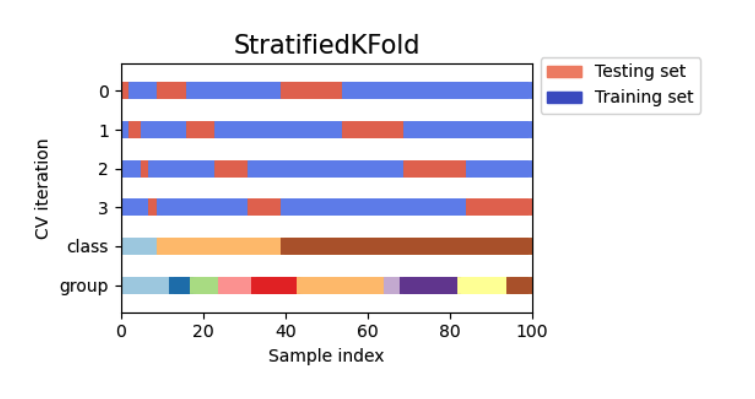 StratifiedKFold
Testing set
Training set
CV iteration
0
1
2
3
class
group
0 20 40 60 80 100
Sample index